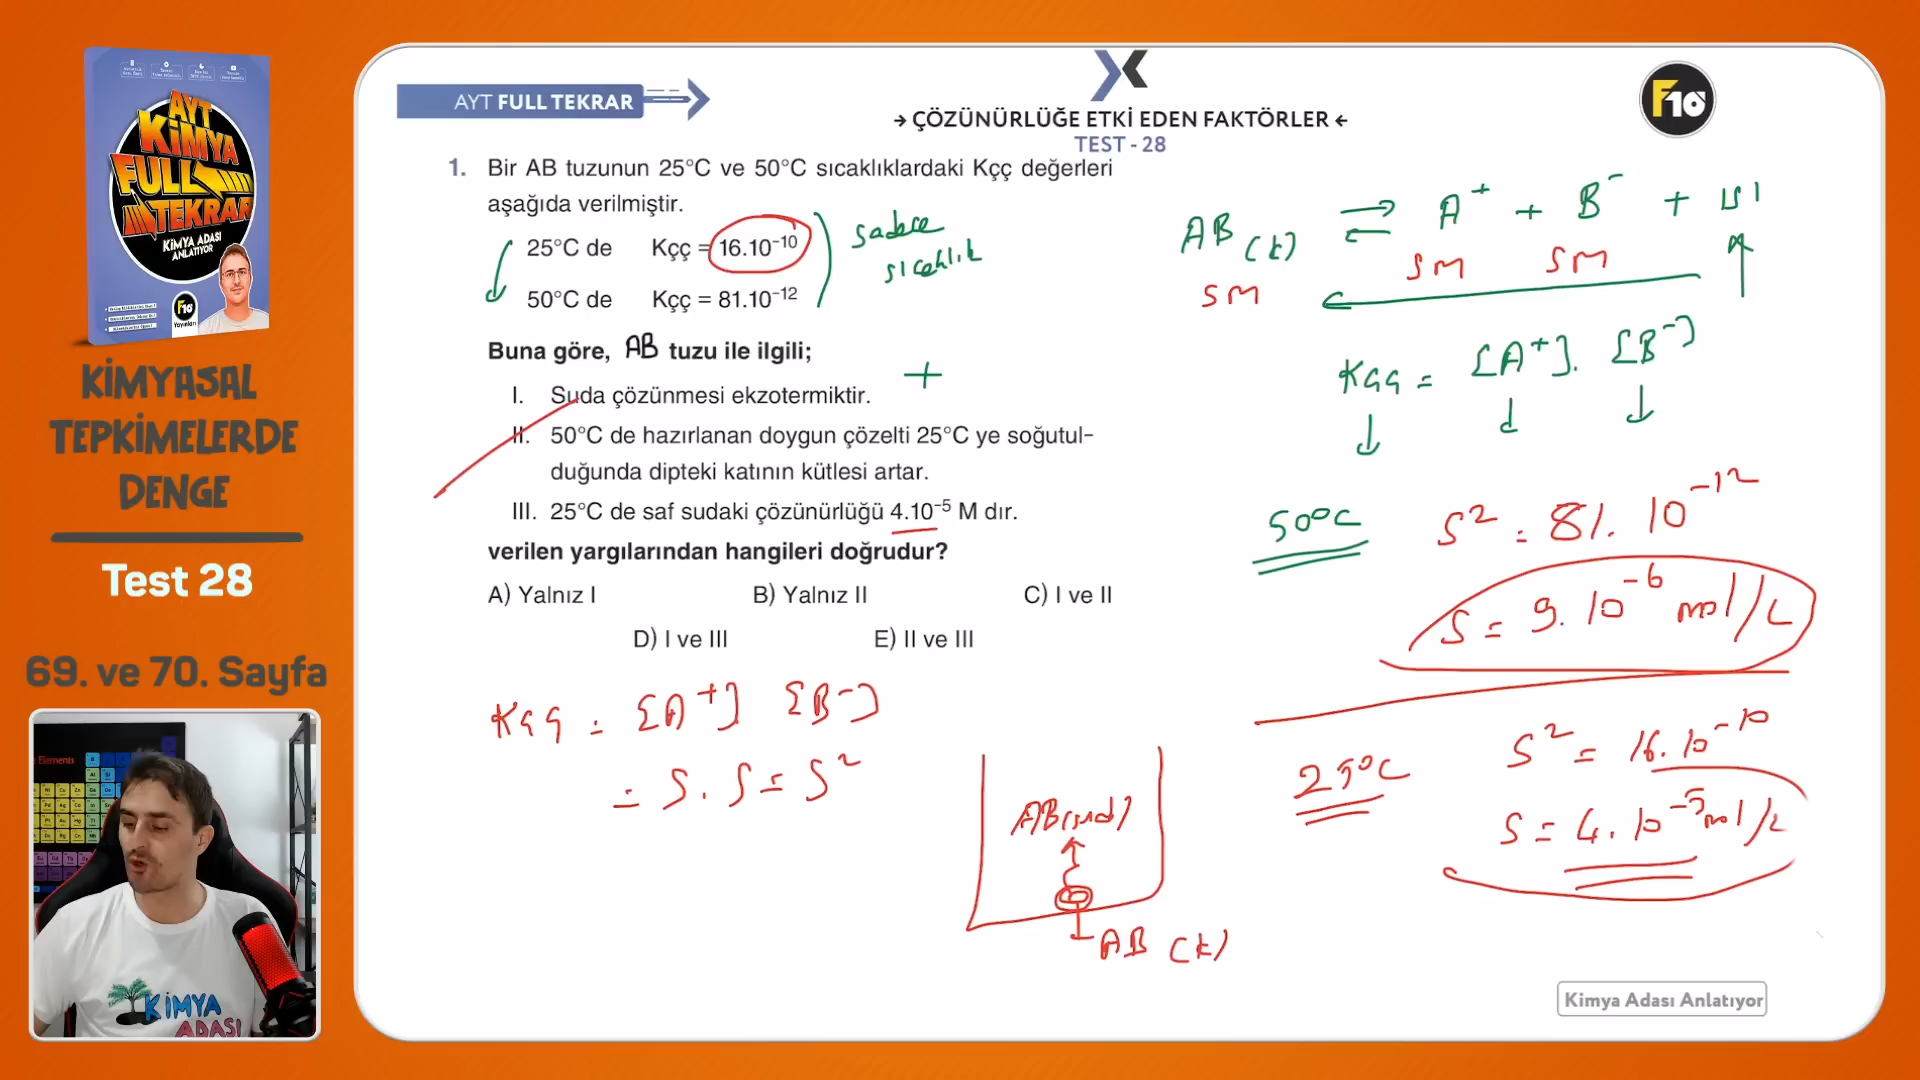 AYT
KİMYA
FULL
TEKRAR
KİMYA ADASI
ANLATIYOR
F10
Yayınları
KİMYASAL
TEPKİMELERDE
DENGE
Test 28
69. ve 70. Sayfa
Elements
KİMYA
ADASI
AYT FULL TEKRAR
→ ÇÖZÜNÜRLÜĞE ETKİ EDEN FAKTÖRLER ←
TEST - 28
F10
1. Bir AB tuzunun 25°C ve 50°C sıcaklıklardaki Kçç değerleri
aşağıda verilmiştir.
25°C de Kçç = 16.10⁻¹⁰
50°C de Kçç = 81.10⁻¹²
sadece
sıcaklık
Buna göre, AB tuzu ile ilgili;
I. Suda çözünmesi ekzotermiktir. +
II. 50°C de hazırlanan doygun çözelti 25°C ye soğutul-
duğunda dipteki katının kütlesi artar.
III. 25°C de saf sudaki çözünürlüğü 4.10⁻⁵ M dır.
verilen yargılarından hangileri doğrudur?
A) Yalnız I B) Yalnız II C) I ve II
D) I ve III E) II ve III
Kçç = [A⁺] [B⁻]
= S . S = S²
AB(suda)
AB (k)
AB (k) ⇌ A⁺ + B⁻ + ısı
SM SM SM
Kçç = [A⁺] . [B⁻]
50°C S² = 81. 10⁻¹²
S = 9. 10⁻⁶ mol/L
25°C S² = 16. 10⁻¹⁰
S = 4. 10⁻⁵ mol/L
Kimya Adası Anlatıyor